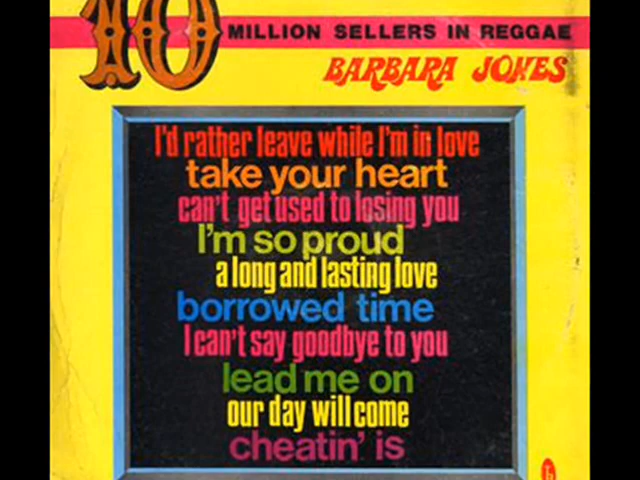 10 MILLION SELLERS IN REGGAE
BARBARA JONES
I'd rather leave while I'm in love
take your heart
can't get used to losing you
I'm so proud
a long and lasting love
borrowed time
I can't say goodbye to you
lead me on
our day will come
cheatin' is